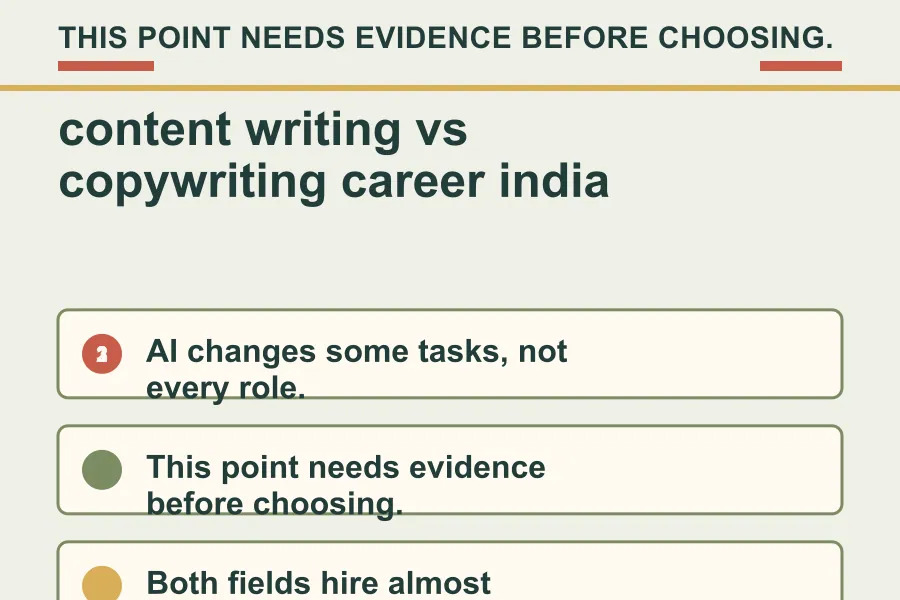 THIS POINT NEEDS EVIDENCE BEFORE CHOOSING.
content writing vs
copywriting career india
AI changes some tasks, not
every role.
This point needs evidence
before choosing.
Both fields hire almost